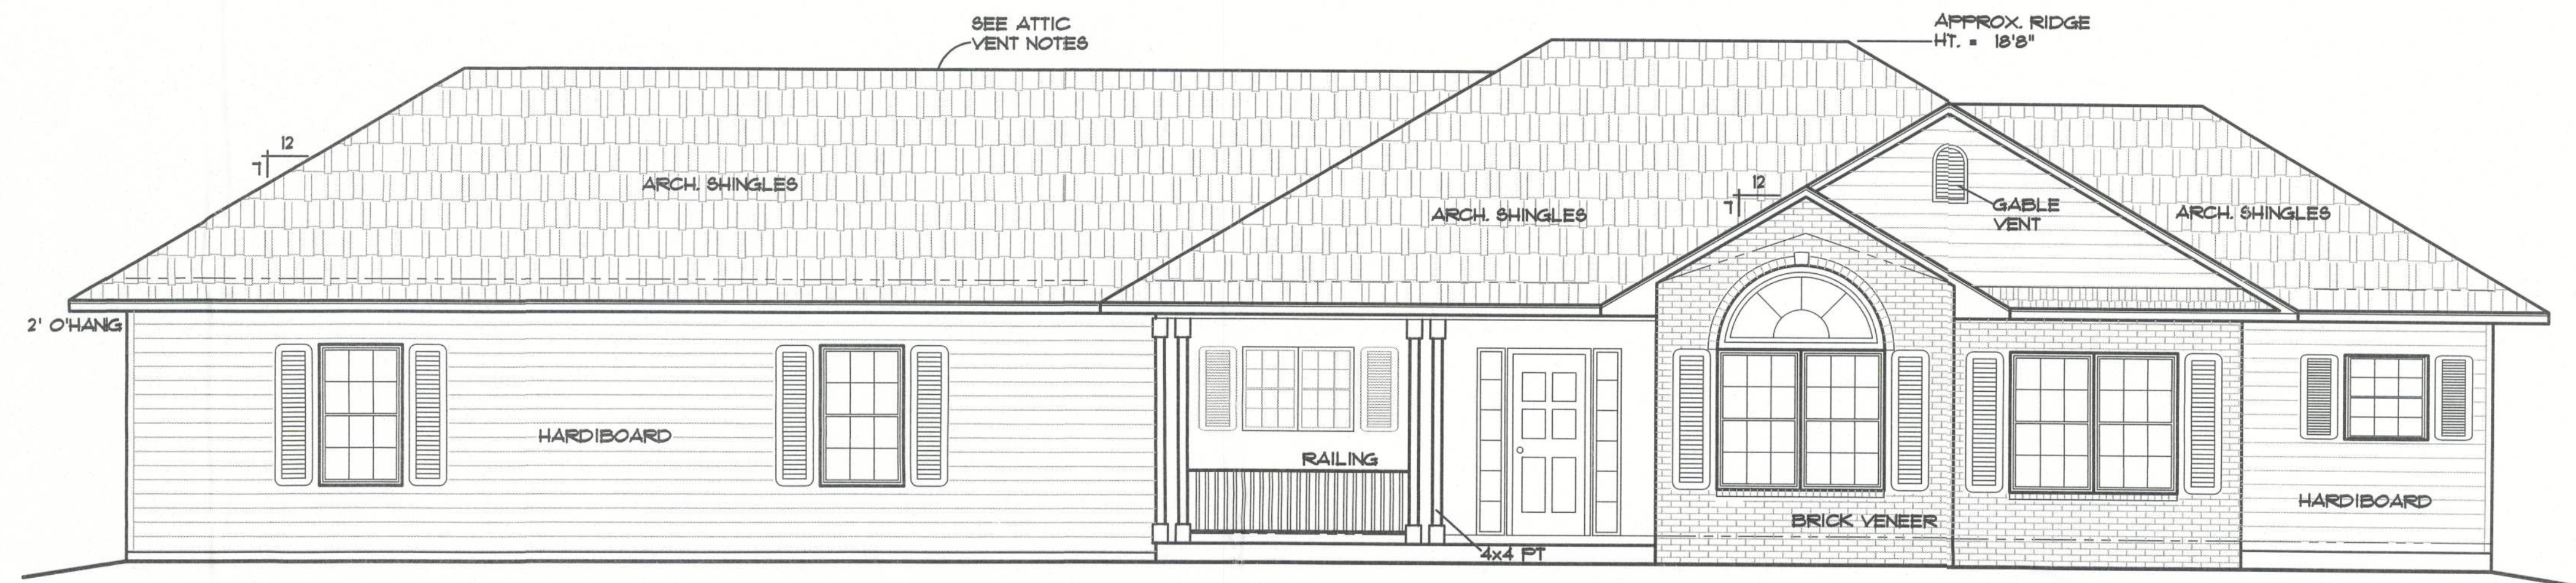 SEE ATTIC
VENT NOTES
APPROX. RIDGE
HT. = 18'8"
12
7
ARCH. SHINGLES
12
7
ARCH. SHINGLES
GABLE
VENT
ARCH. SHINGLES
2' O'HANG
HARDIBOARD
RAILING
BRICK VENEER
HARDIBOARD
4x4 PT